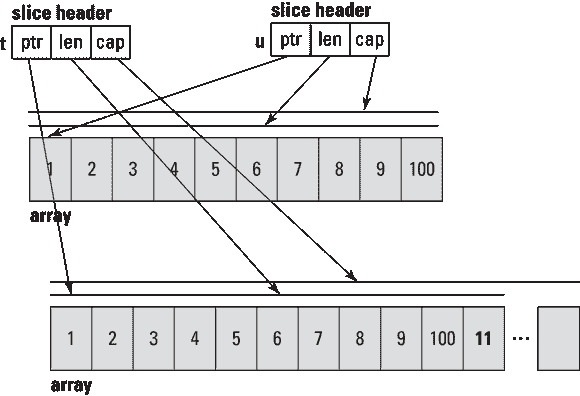 slice header
slice header
t ptr len cap
u ptr len cap
1 2 3 4 5 6 7 8 9 100
array
1 2 3 4 5 6 7 8 9 100 11 ...
array